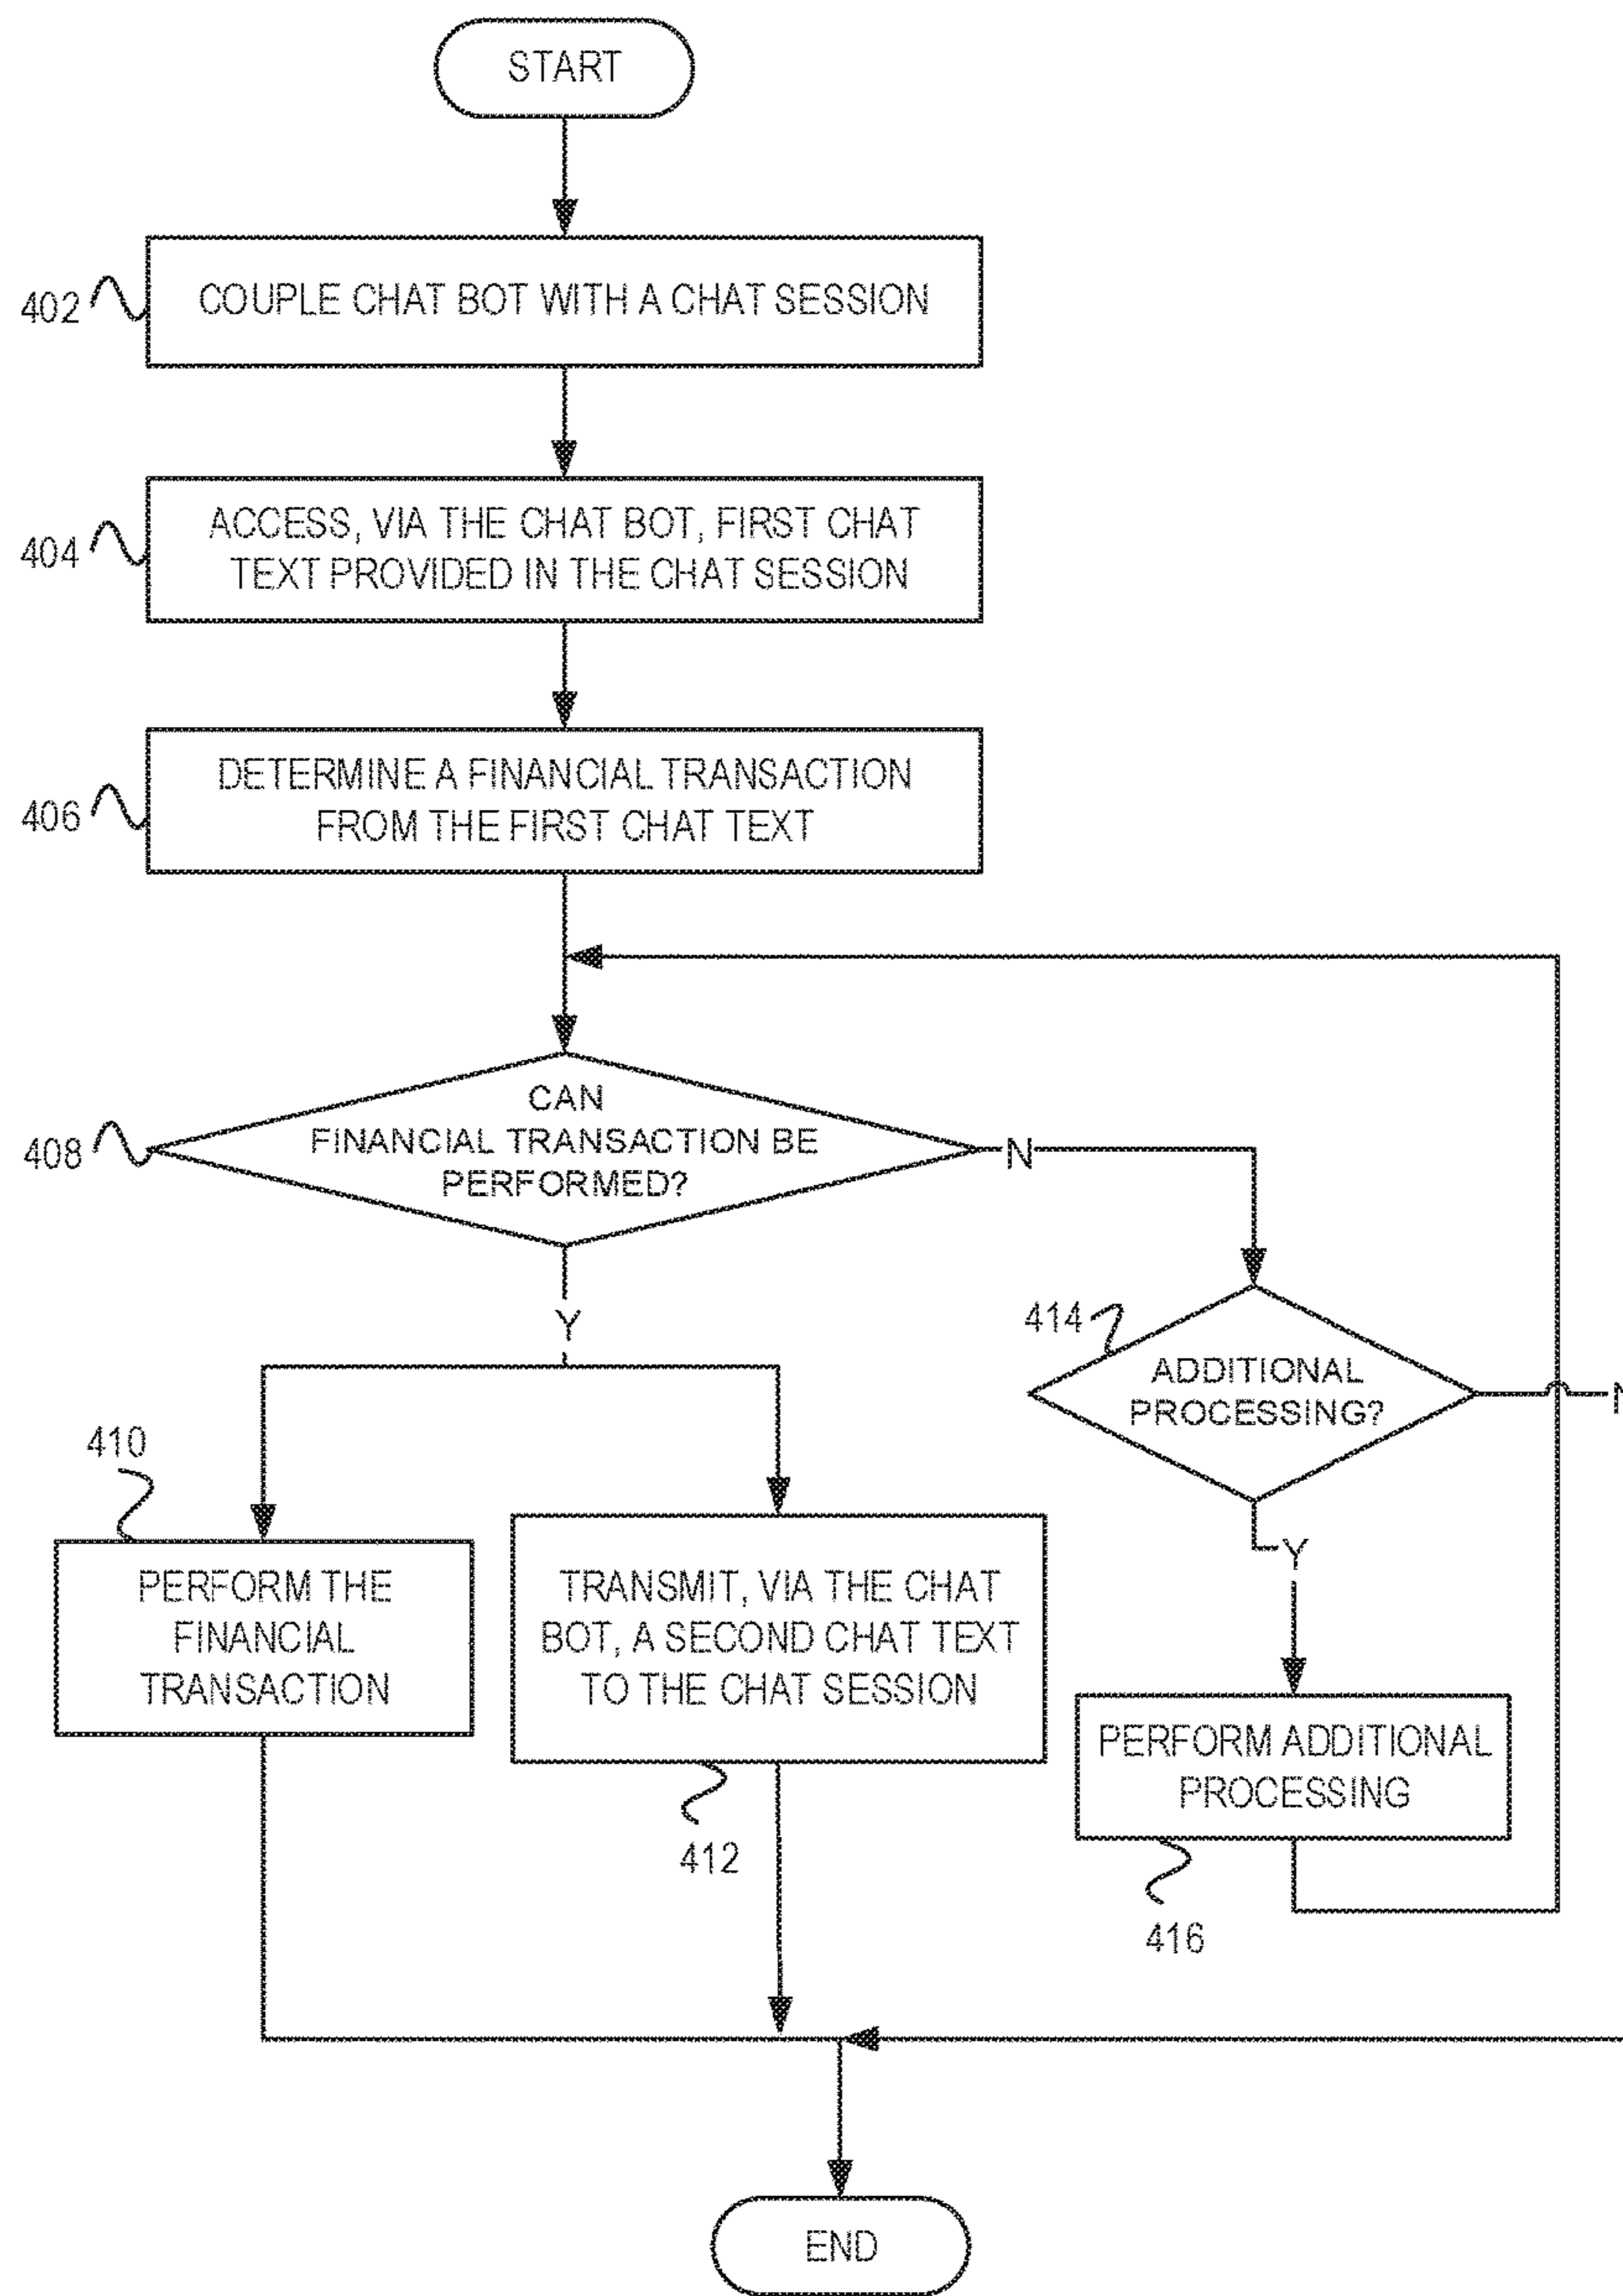 START
402
COUPLE CHAT BOT WITH A CHAT SESSION
404
ACCESS, VIA THE CHAT BOT, FIRST CHAT
TEXT PROVIDED IN THE CHAT SESSION
406
DETERMINE A FINANCIAL TRANSACTION
FROM THE FIRST CHAT TEXT
408
CAN
FINANCIAL TRANSACTION BE
PERFORMED?
N
Y
414
ADDITIONAL
PROCESSING?
Y
410
PERFORM THE
FINANCIAL
TRANSACTION
TRANSMIT, VIA THE CHAT
BOT, A SECOND CHAT TEXT
TO THE CHAT SESSION
412
PERFORM ADDITIONAL
PROCESSING
416
END